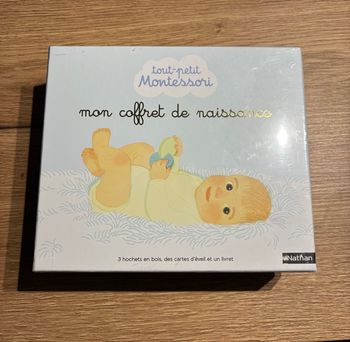 tout-petit
Montessori
mon coffret de naissance
3 hochets en bois, des cartes d'éveil et un livret
Nathan